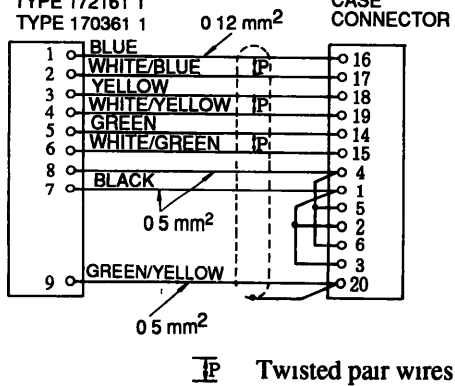 TYPE 172161 1
TYPE 170361 1
0 12 mm2
CASE
CONNECTOR
1 BLUE 16
2 WHITE/BLUE P 17
3 YELLOW 18
4 WHITE/YELLOW P 19
5 GREEN 14
6 WHITE/GREEN P 15
8 4
7 BLACK 1
5
0 5 mm2
2
6
3
9 GREEN/YELLOW 20
0 5 mm2
P Twisted pair wires